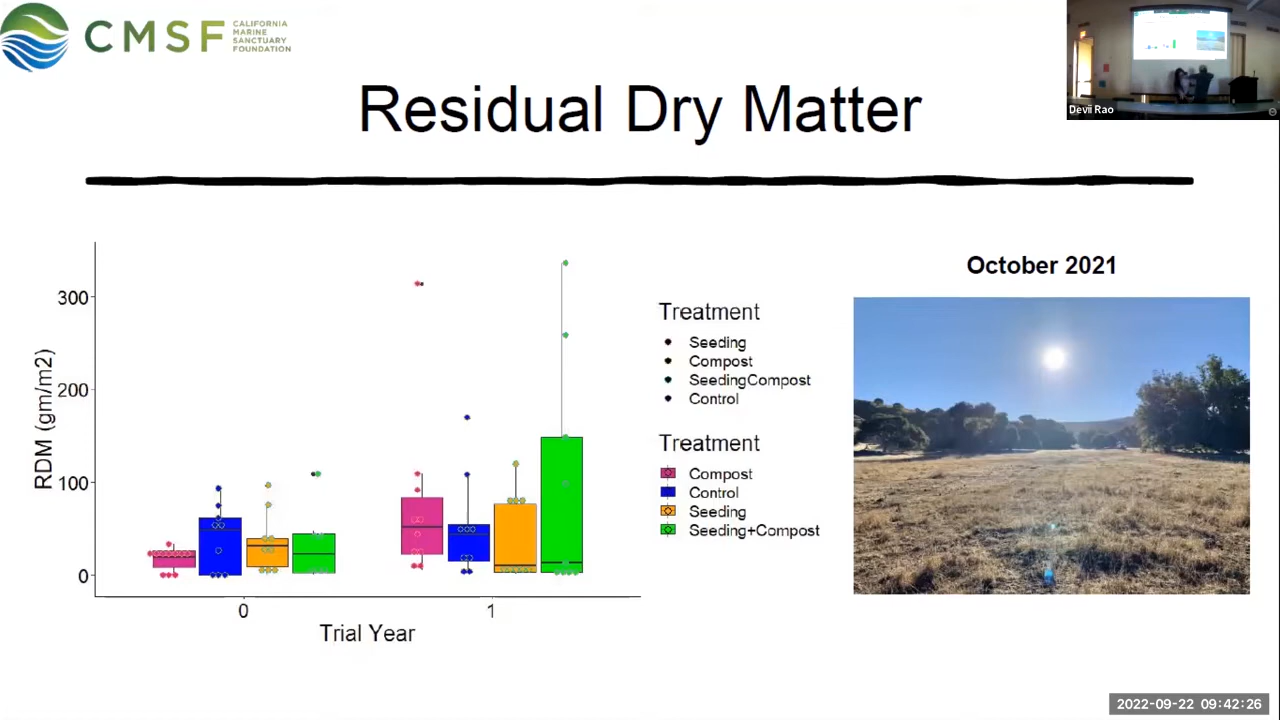 CMSF
CALIFORNIA
MARINE
SANCTUARY
FOUNDATION
Devii Rao
Residual Dry Matter
RDM (gm/m2)
300
200
100
0
0
1
Trial Year
Treatment
Seeding
Compost
SeedingCompost
Control
Treatment
Compost
Control
Seeding
Seeding+Compost
October 2021
2022-09-22 09:42:26